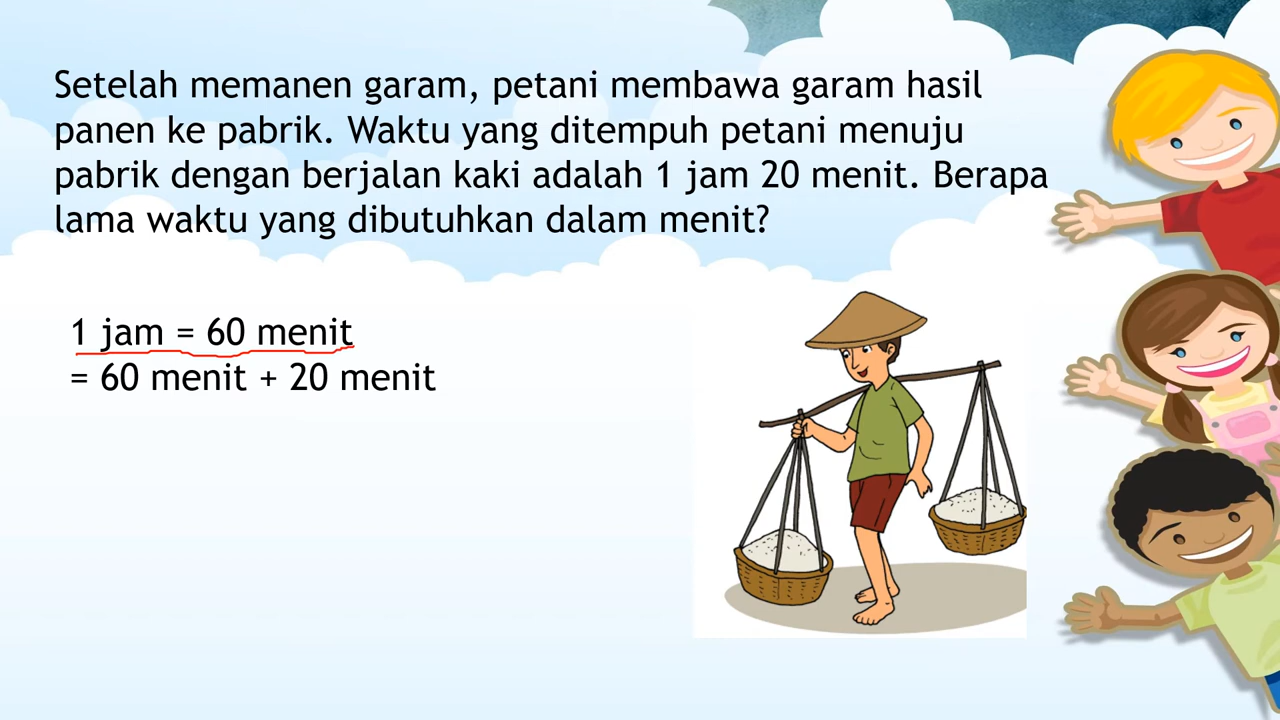 Setelah memanen garam, petani membawa garam hasil
panen ke pabrik. Waktu yang ditempuh petani menuju
pabrik dengan berjalan kaki adalah 1 jam 20 menit. Berapa
lama waktu yang dibutuhkan dalam menit?
1 jam = 60 menit
= 60 menit + 20 menit